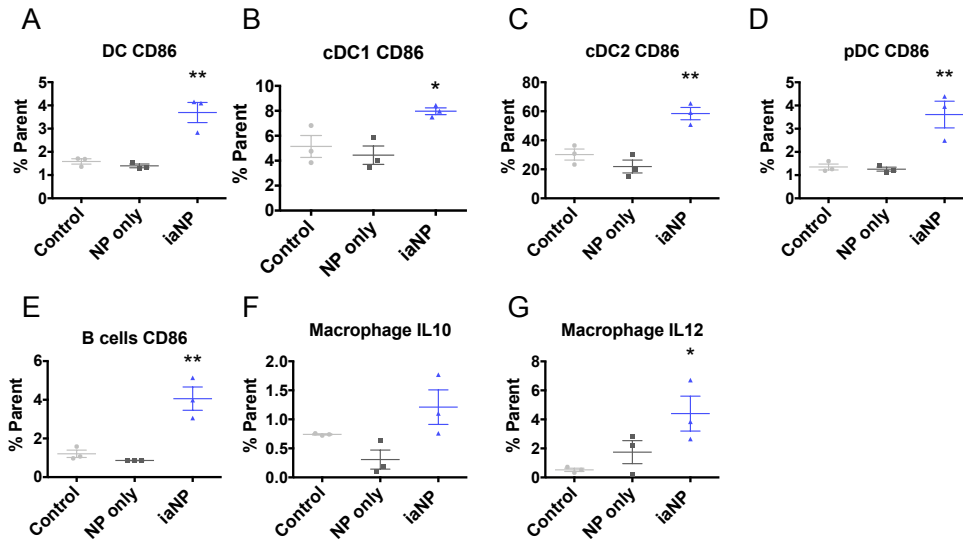 A
DC CD86
**
% Parent
5
4
3
2
1
0
Control
NP only
iaNP
B
cDC1 CD86
*
% Parent
10
8
6
4
2
0
Control
NP only
iaNP
C
cDC2 CD86
**
% Parent
80
60
40
20
0
Control
NP only
iaNP
D
pDC CD86
**
% Parent
5
4
3
2
1
0
Control
NP only
iaNP
E
B cells CD86
**
% Parent
6
4
2
0
Control
NP only
iaNP
F
Macrophage IL10
% Parent
2.0
1.5
1.0
0.5
0.0
Control
NP only
iaNP
G
Macrophage IL12
*
% Parent
8
6
4
2
0
Control
NP only
iaNP